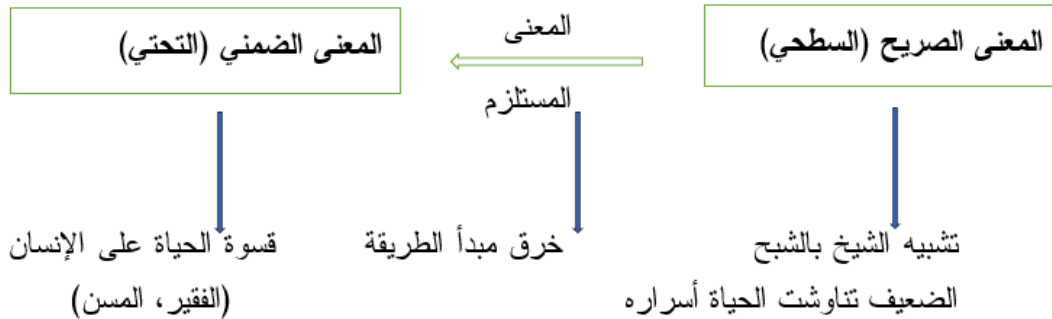 المعنى الصريح (السطحي)
المعنى
المستلزم
المعنى الضمني (التحتي)
تشبيه الشيخ بالشبح
الضعيف تناوشت الحياة أسراره
خرق مبدأ الطريقة
قسوة الحياة على الإنسان
(الفقير، المسن)